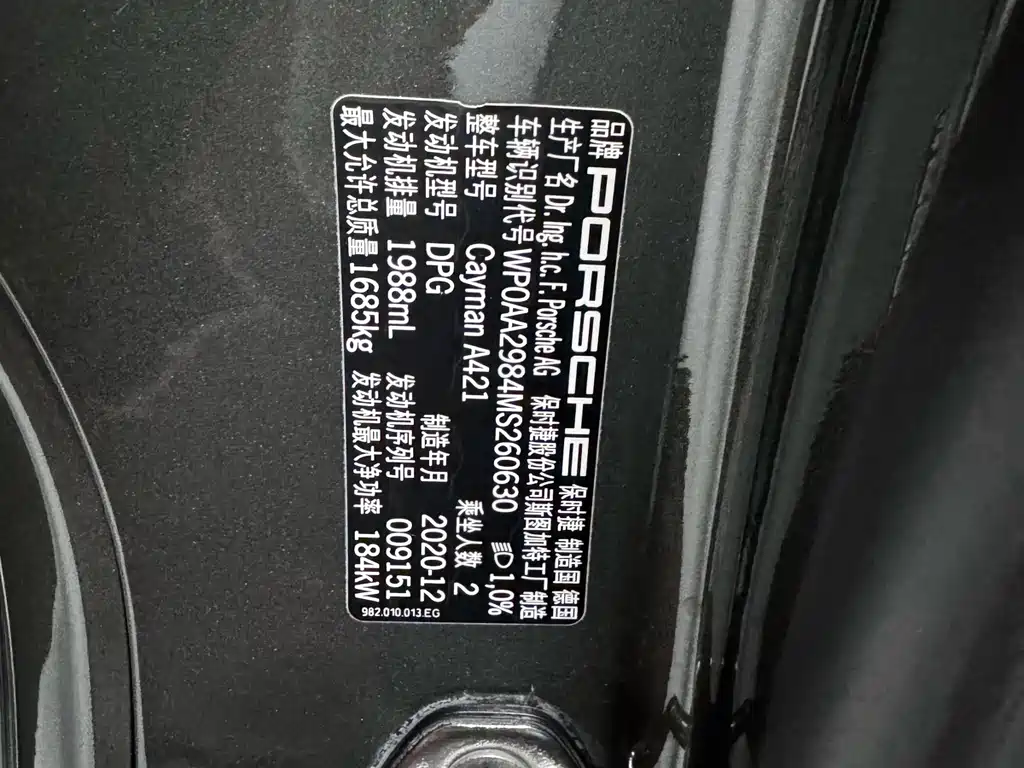 品牌 PORSCHE 保时捷 制造国 德国
生产厂名 Dr. Ing. h.c. F. Porsche AG 保时捷股份公司斯图加特工厂制造
车辆识别代号 WP0AA2984MS260630 1,0%
整车型号 Cayman A421 乘坐人数 2
发动机型号 DPG 制造年月 2020-12
发动机排量 1988mL 发动机序列号 009151
最大允许总质量 1685kg 发动机最大净功率 184kW
982.010.013.EG